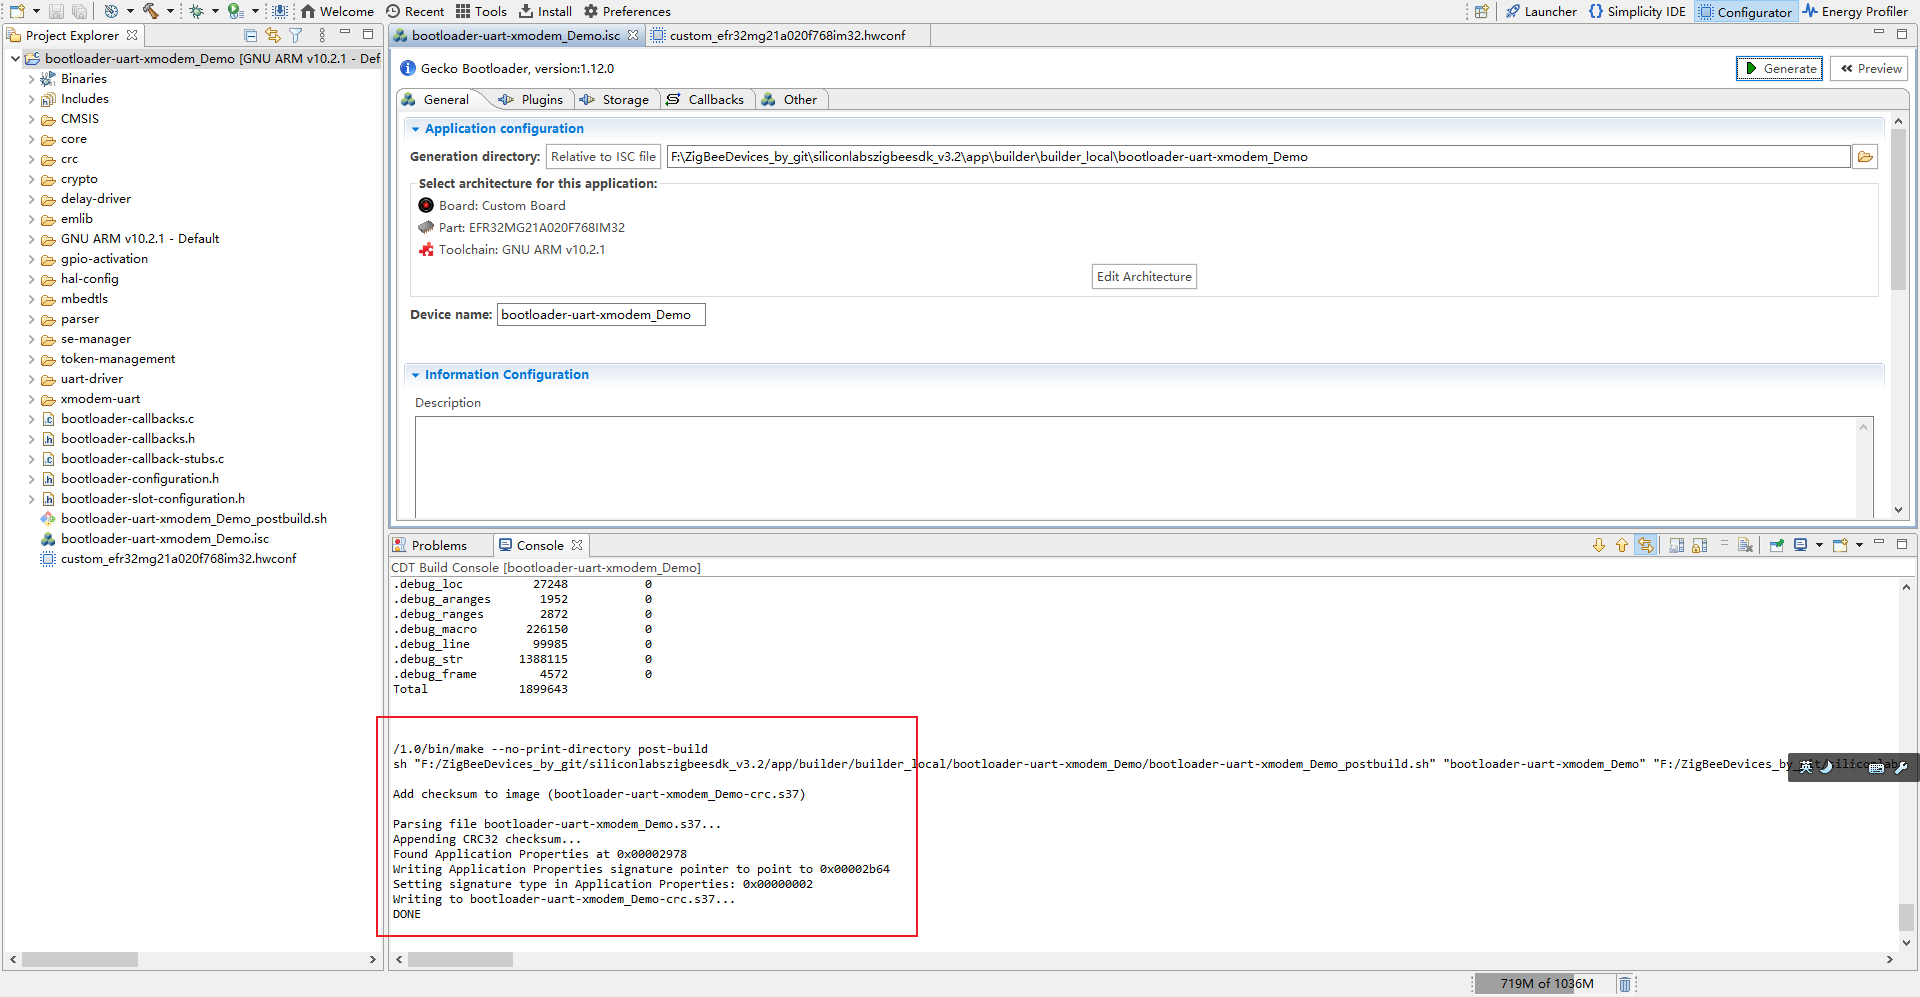 Welcome Recent Tools Install Preferences Launcher Simplicity IDE Configurator Energy Profiler
Project Explorer
bootloader-uart-xmodem_Demo [GNU ARM v10.2.1 - Def
Binaries
Includes
CMSIS
core
crc
crypto
delay-driver
emlib
GNU ARM v10.2.1 - Default
gpio-activation
hal-config
mbedtls
parser
se-manager
token-management
uart-driver
xmodem-uart
bootloader-callbacks.c
bootloader-callbacks.h
bootloader-callback-stubs.c
bootloader-configuration.h
bootloader-slot-configuration.h
bootloader-uart-xmodem_Demo_postbuild.sh
bootloader-uart-xmodem_Demo.isc
custom_efr32mg21a020f768im32.hwconf
bootloader-uart-xmodem_Demo.isc custom_efr32mg21a020f768im32.hwconf
Gecko Bootloader, version:1.12.0 Generate Preview
General Plugins Storage Callbacks Other
Application configuration
Generation directory: Relative to ISC file F:\ZigBeeDevices_by_git\siliconlabszigbeesdk_v3.2\app\builder\builder_local\bootloader-uart-xmodem_Demo
Select architecture for this application:
Board: Custom Board
Part: EFR32MG21A020F768IM32
Toolchain: GNU ARM v10.2.1
Edit Architecture
Device name: bootloader-uart-xmodem_Demo
Information Configuration
Description
Problems Console
CDT Build Console [bootloader-uart-xmodem_Demo]
.debug_loc 27248 0
.debug_aranges 1952 0
.debug_ranges 2872 0
.debug_macro 226150 0
.debug_line 99985 0
.debug_str 1388115 0
.debug_frame 4572 0
Total 1899643
/1.0/bin/make --no-print-directory post-build
sh "F:/ZigBeeDevices_by_git/siliconlabszigbeesdk_v3.2/app/builder/builder_local/bootloader-uart-xmodem_Demo/bootloader-uart-xmodem_Demo_postbuild.sh" "bootloader-uart-xmodem_Demo" "F:/ZigBeeDevices_by_git/siliconlab
英
Add checksum to image (bootloader-uart-xmodem_Demo-crc.s37)
Parsing file bootloader-uart-xmodem_Demo.s37...
Appending CRC32 checksum...
Found Application Properties at 0x00002978
Writing Application Properties signature pointer to point to 0x00002b64
Setting signature type in Application Properties: 0x00000002
Writing to bootloader-uart-xmodem_Demo-crc.s37...
DONE
719M of 1036M